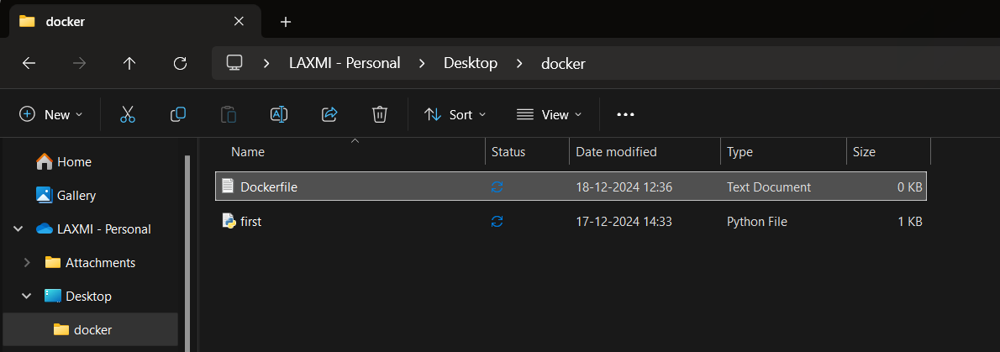 docker
LAXMI - Personal Desktop docker
New Sort View
Name Status Date modified Type Size
Home
Gallery
LAXMI - Personal
Attachments
Desktop
docker
Dockerfile 18-12-2024 12:36 Text Document 0 KB
first 17-12-2024 14:33 Python File 1 KB